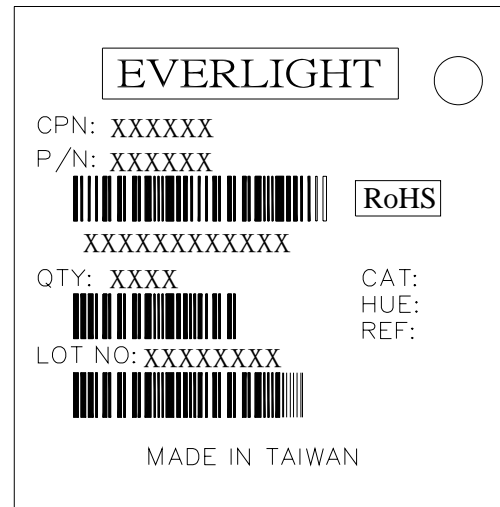 EVERLIGHT
CPN: XXXXXX
P/N: XXXXXX
RoHS
XXXXXXXXXXXX
QTY: XXXX
CAT:
HUE:
REF:
LOT NO: XXXXXXXX
MADE IN TAIWAN